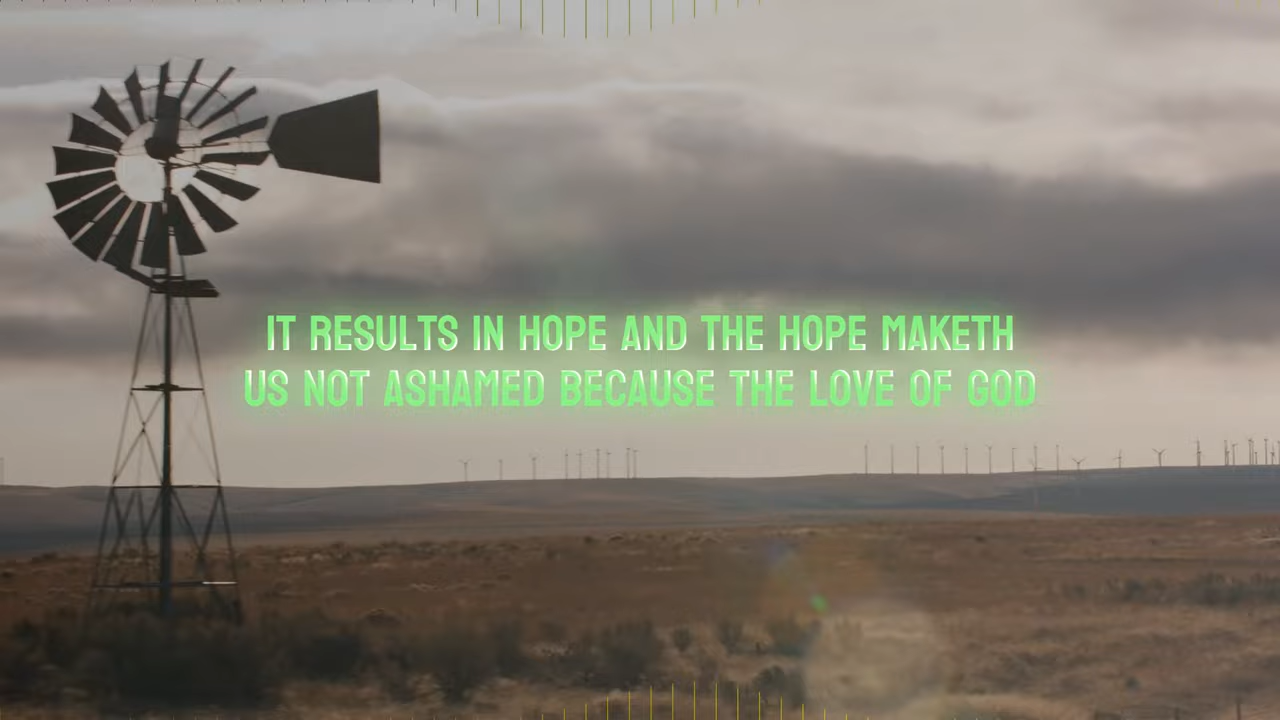 IT RESULTS IN HOPE AND THE HOPE MAKETH
US NOT ASHAMED BECAUSE THE LOVE OF GOD